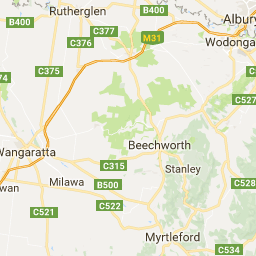 Rutherglen
B400
Albury
B400
C377
C376
M31
Wodonga
C375
C527
Wangaratta
Beechworth
C315
Stanley
Milawa
B500
C528
C521
C522
Myrtleford
C534